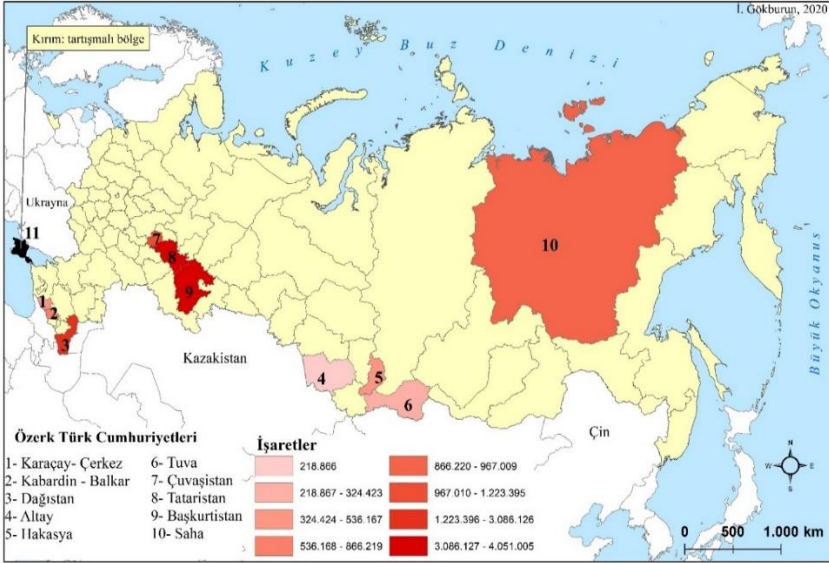 İ. Gökburun, 2020
Kırım: tartışmalı bölge
Kuzey Buz Denizi
Ukrayna
11
7
8
9
10
1
2
3
Kazakistan
4
5
6
Çin
Büyük Okyanus
Özerk Türk Cumhuriyetleri
1- Karaçay- Çerkez
2- Kabardin - Balkar
3- Dağıstan
4- Altay
5- Hakasya
6- Tuva
7- Çuvaşistan
8- Tataristan
9- Başkurtistan
10- Saha
İşaretler
218.866
218.867 - 324.423
324.424 - 536.167
536.168 - 866.219
866.220 - 967.009
967.010 - 1.223.395
1.223.396 - 3.086.126
3.086.127 - 4.051.005
N
W E
S
0 500 1.000 km